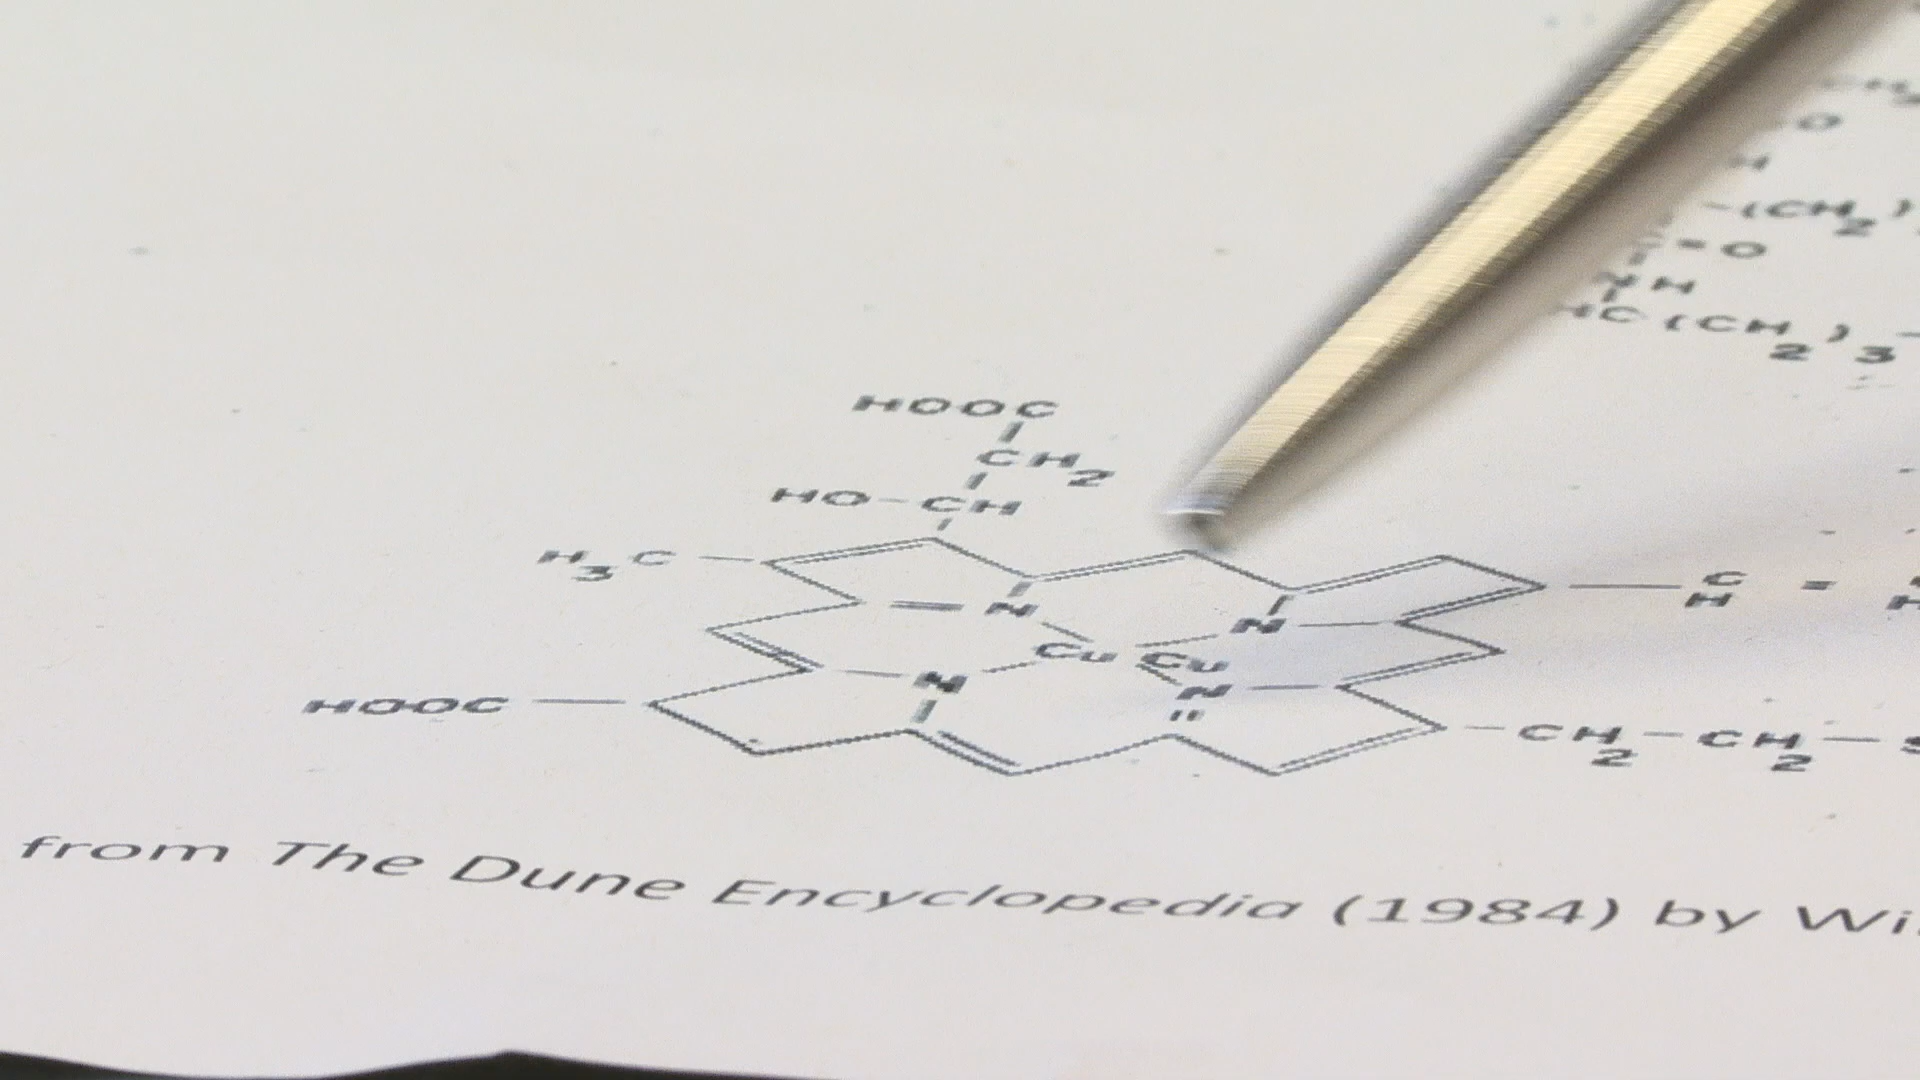 O
H
-(CH2)
=O
NH
HC(CH2)3-
HOOC
CH2
HO-CH
H3C
C =
H
N
N
Cu Cu
N
N
HOOC
CH2-CH2-
from The Dune Encyclopedia (1984) by